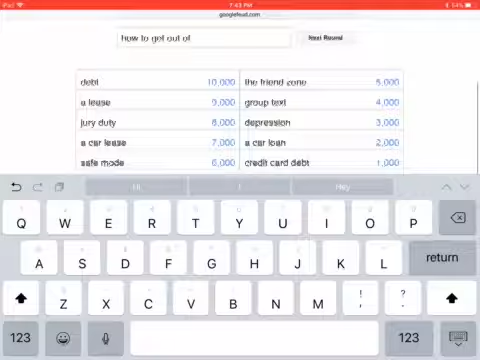 iPad 7:43 PM 64%
googlefeud.com
how to get out of Next Round
debt 10,000 the friend zone 5,000
a lease 9,000 group text 4,000
jury duty 8,000 depression 3,000
a car lease 7,000 a car loan 2,000
safe mode 6,000 credit card debt 1,000
Hi I Hey
Q W E R T Y U I O P
A S D F G H J K L return
Z X C V B N M ! , ? .
123 123